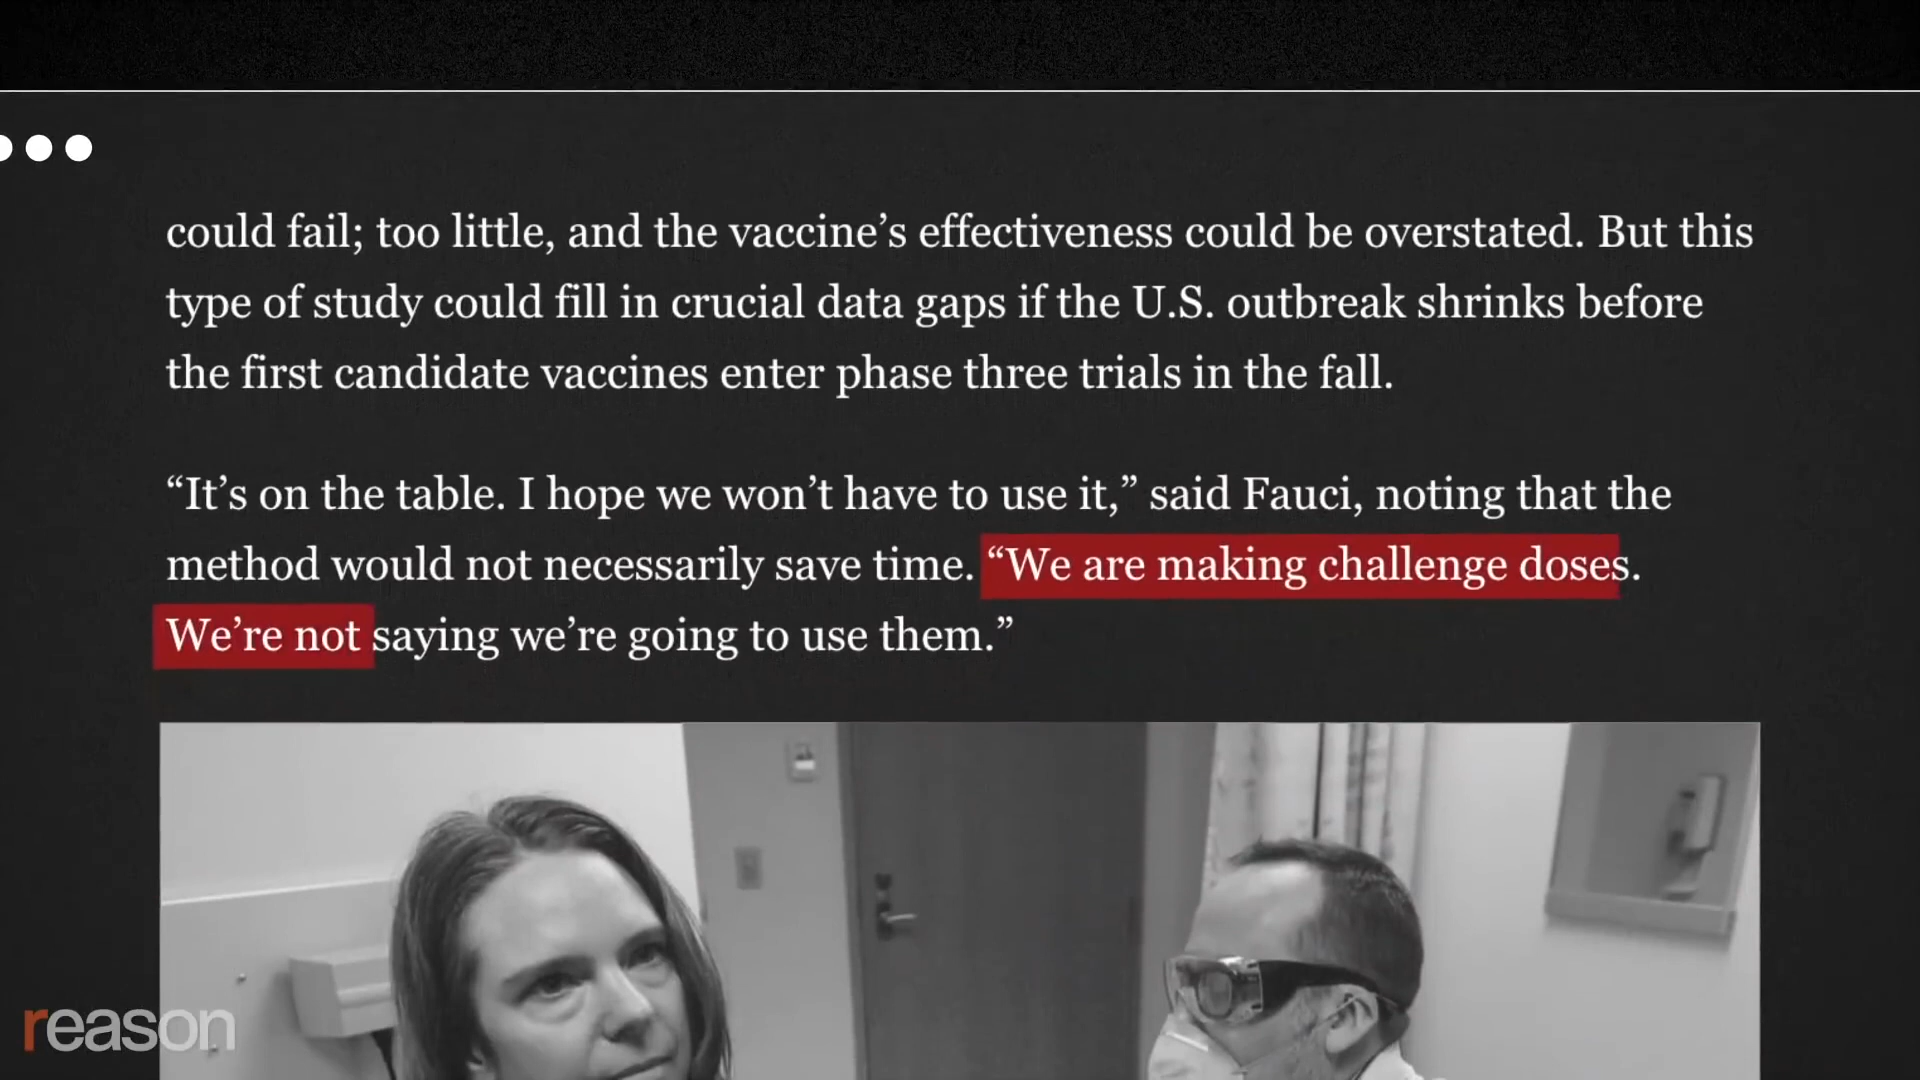 could fail; too little, and the vaccine’s effectiveness could be overstated. But this
type of study could fill in crucial data gaps if the U.S. outbreak shrinks before
the first candidate vaccines enter phase three trials in the fall.
“It’s on the table. I hope we won’t have to use it,” said Fauci, noting that the
method would not necessarily save time. “We are making challenge doses.
We’re not saying we’re going to use them.”
reason